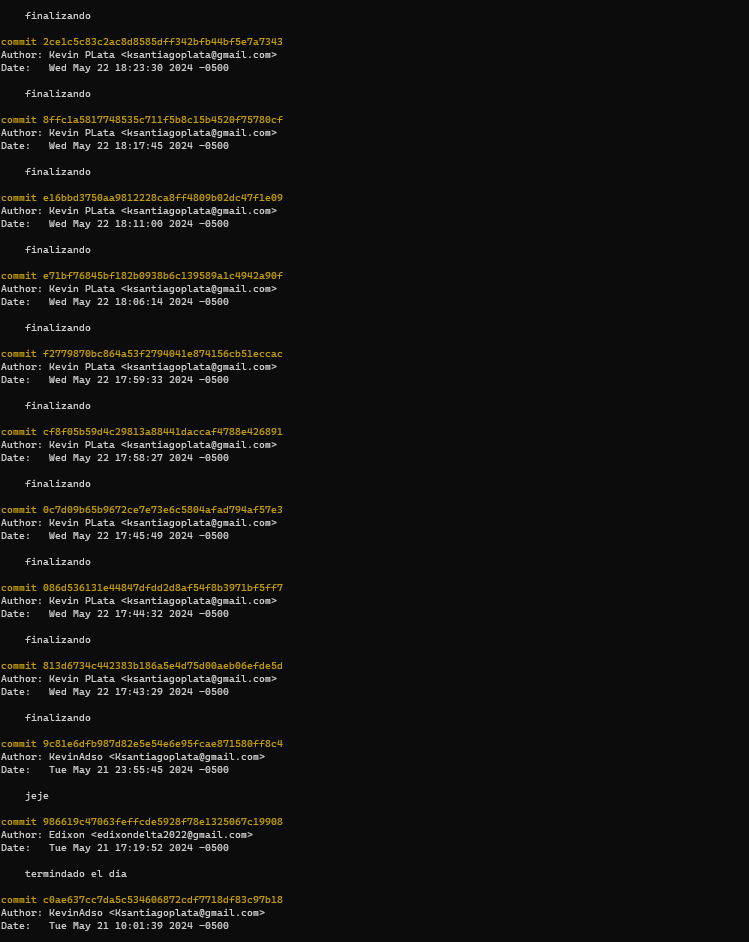 finalizando
commit 2ce1c5c83c2ac8d8585dff342bfb44bf5e7a7343
Author: Kevin PLata <ksantiagoplata@gmail.com>
Date:   Wed May 22 18:23:30 2024 -0500
finalizando
commit 8ffc1a5817748535c711f5b8c15b4520f75780cf
Author: Kevin PLata <ksantiagoplata@gmail.com>
Date:   Wed May 22 18:17:45 2024 -0500
finalizando
commit e16bbd3750aa9812228ca8ff4809b02dc47f1e09
Author: Kevin PLata <ksantiagoplata@gmail.com>
Date:   Wed May 22 18:11:00 2024 -0500
finalizando
commit e71bf76845bf182b0938b6c139589a1c4942a90f
Author: Kevin PLata <ksantiagoplata@gmail.com>
Date:   Wed May 22 18:06:14 2024 -0500
finalizando
commit f2779870bc864a53f2794041e874156cb51eccac
Author: Kevin PLata <ksantiagoplata@gmail.com>
Date:   Wed May 22 17:59:33 2024 -0500
finalizando
commit cf8f05b59d4c29813a88441daccaf4788e426891
Author: Kevin PLata <ksantiagoplata@gmail.com>
Date:   Wed May 22 17:58:27 2024 -0500
finalizando
commit 0c7d09b65b9672ce7e73e6c5804afad794af57e3
Author: Kevin PLata <ksantiagoplata@gmail.com>
Date:   Wed May 22 17:45:49 2024 -0500
finalizando
commit 086d536131e44847dfdd2d8af54f8b3971bf5ff7
Author: Kevin PLata <ksantiagoplata@gmail.com>
Date:   Wed May 22 17:44:32 2024 -0500
finalizando
commit 813d6734c442383b186a5e4d75d00aeb06efde5d
Author: Kevin PLata <ksantiagoplata@gmail.com>
Date:   Wed May 22 17:43:29 2024 -0500
finalizando
commit 9c81e6dfb987d82e5e54e6e95fcae871580ff8c4
Author: KevinAdso <Ksantiagoplata@gmail.com>
Date:   Tue May 21 23:55:45 2024 -0500
jeje
commit 986619c47063feffcde5928f78e1325067c19908
Author: Edixon <edixondelta2022@gmail.com>
Date:   Tue May 21 17:19:52 2024 -0500
termindado el dia
commit c0ae637cc7da5c534606872cdf7718df83c97b18
Author: KevinAdso <Ksantiagoplata@gmail.com>
Date:   Tue May 21 10:01:39 2024 -0500